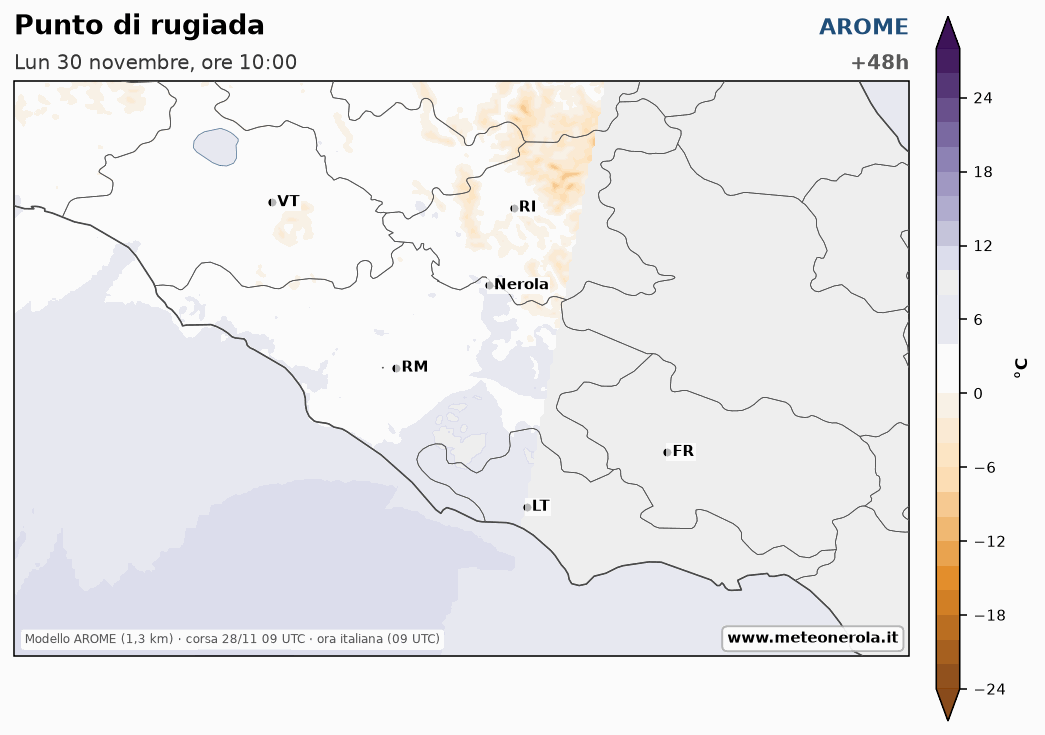 Punto di rugiada
AROME
Lun 30 novembre, ore 10:00
+48h
24
18
12
6
0
−6
−12
−18
−24
°C
VT
RI
Nerola
RM
FR
LT
Modello AROME (1,3 km) · corsa 28/11 09 UTC · ora italiana (09 UTC)
www.meteonerola.it